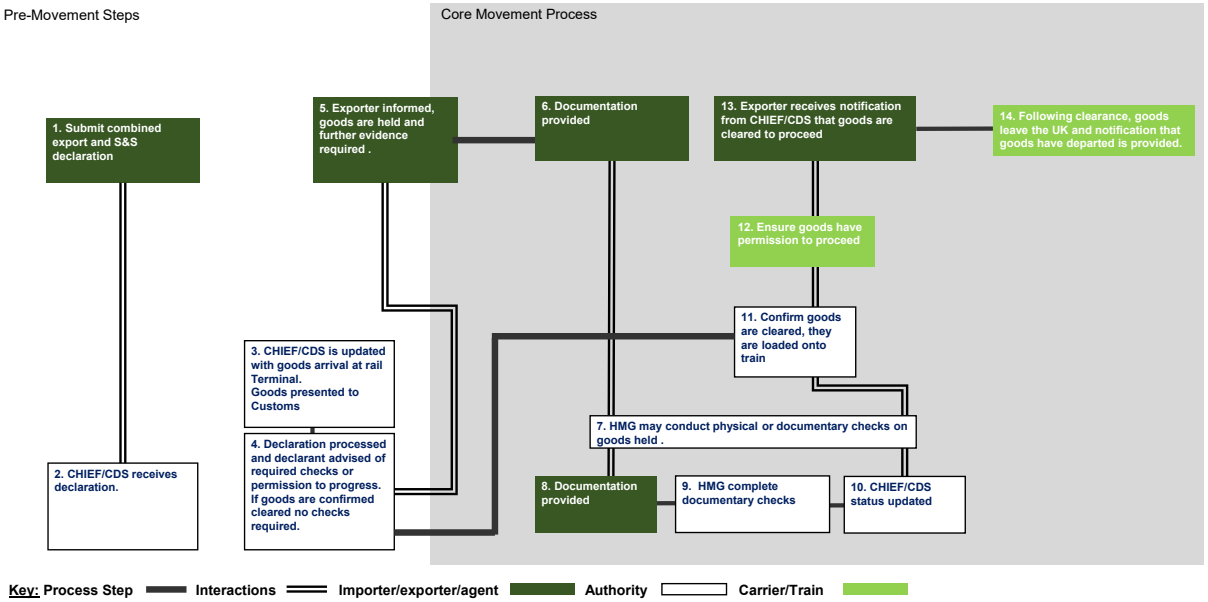 Pre-Movement Steps
Core Movement Process
1. Submit combined
export and S&S
declaration
2. CHIEF/CDS receives
declaration.
3. CHIEF/CDS is updated
with goods arrival at rail
Terminal.
Goods presented to
Customs
4. Declaration processed
and declarant advised of
required checks or
permission to progress.
If goods are confirmed
cleared no checks
required.
5. Exporter informed,
goods are held and
further evidence
required .
6. Documentation
provided
7. HMG may conduct physical or documentary checks on
goods held .
8. Documentation
provided
9. HMG complete
documentary checks
10. CHIEF/CDS
status updated
11. Confirm goods
are cleared, they
are loaded onto
train
12. Ensure goods have
permission to proceed
13. Exporter receives notification
from CHIEF/CDS that goods are
cleared to proceed
14. Following clearance, goods
leave the UK and notification that
goods have departed is provided.
Key: Process Step Interactions Importer/exporter/agent Authority Carrier/Train